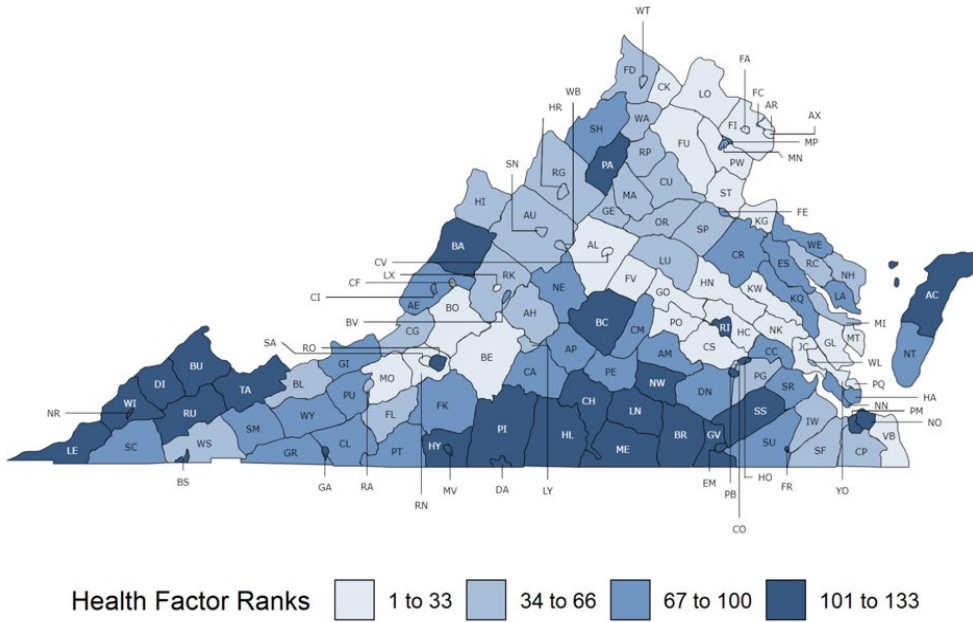 WT
FA
FC
AR
AX
MP
MN
WB
HR
SN
FD
CK
LO
FI
WA
SH
FU
PW
PA
RP
CU
ST
RG
MA
HI
GE
AU
OR
SP
KG
FE
BA
CV
AL
LU
CR
ES
WE
RC
NH
LX
CF
RK
NE
FV
HN
KW
KQ
LA
AC
CI
AE
BV
BO
AH
GO
MI
SA
RO
CG
BC
CM
PO
RI
HC
NK
GL
MT
NT
GI
BE
AP
CS
JC
WL
BU
MO
CA
PE
AM
CC
PG
PQ
DI
TA
BL
PU
NW
DN
SR
HA
NR
WI
RU
FL
FK
CH
LN
SS
NN
PM
WY
IW
NO
LE
SC
WS
SM
GR
CL
PT
HY
PI
HL
ME
BR
GV
SU
SF
CP
VB
BS
GA
RA
RN
MV
DA
LY
EM
PB
HO
FR
YO
CO
Health Factor Ranks
1 to 33
34 to 66
67 to 100
101 to 133